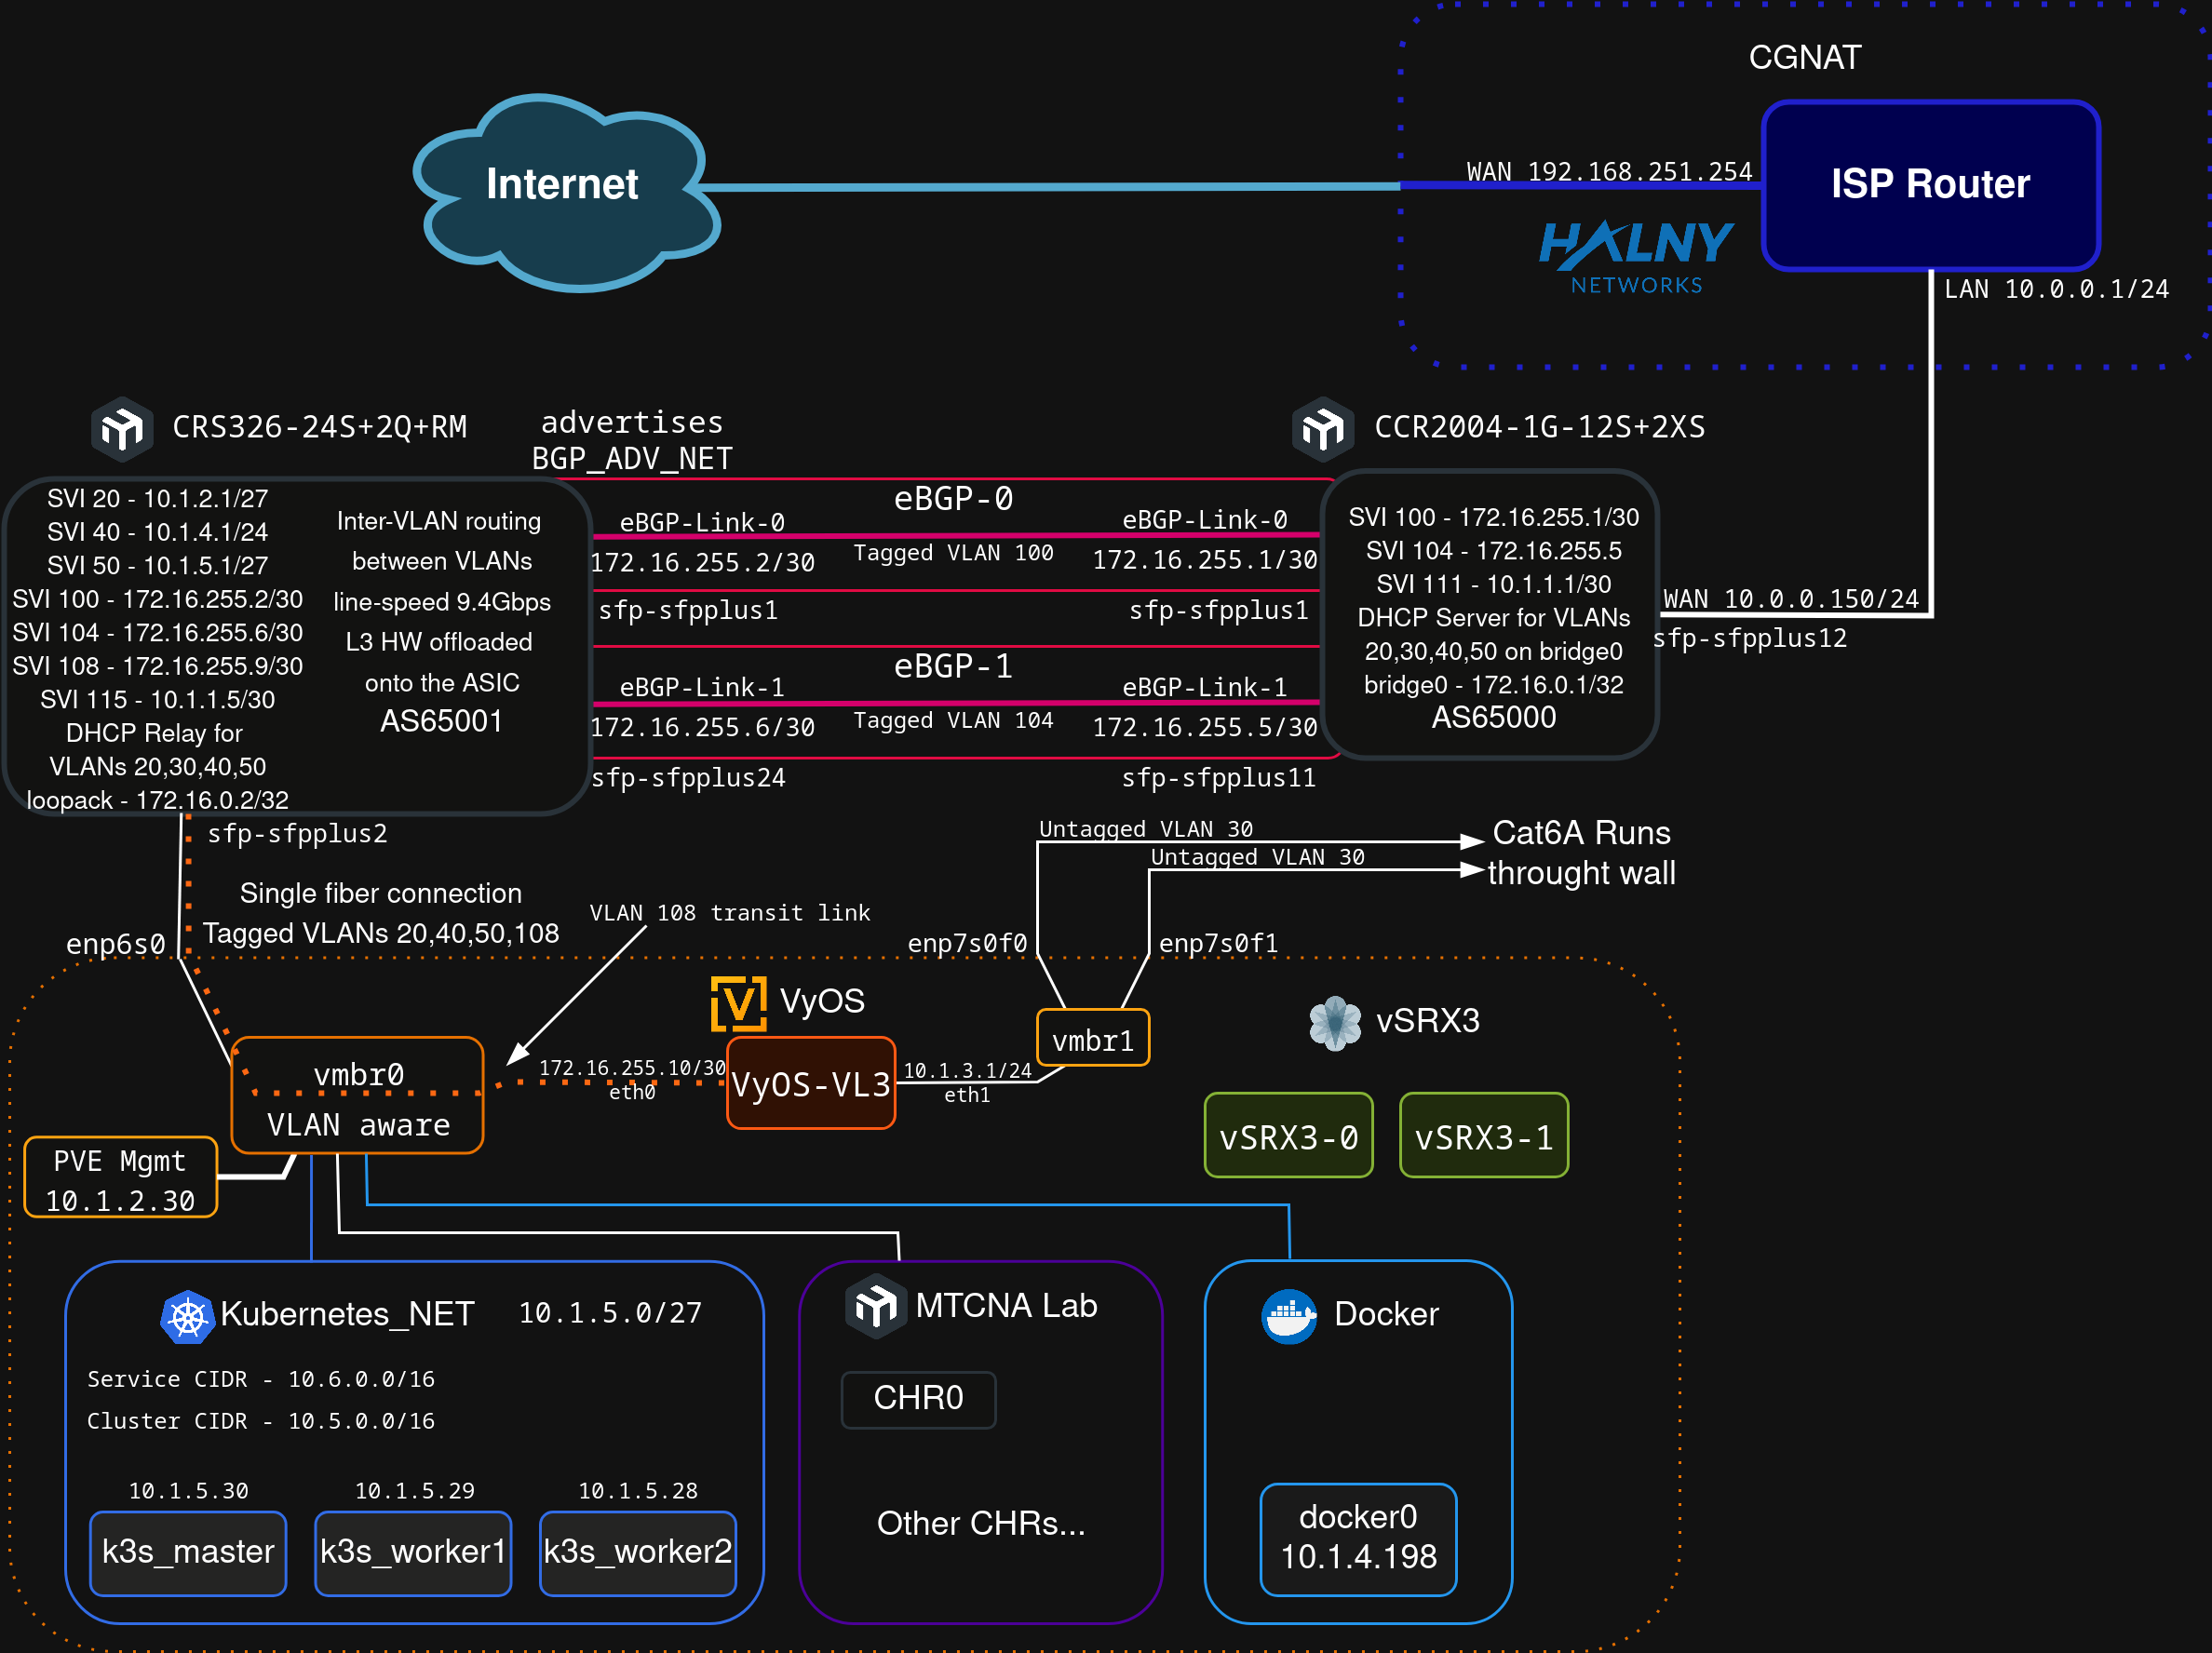 CGNAT
Internet
WAN 192.168.251.254
ISP Router
HALNY
NETWORKS
LAN 10.0.0.1/24
CRS326-24S+2Q+RM
advertises
BGP_ADV_NET
CCR2004-1G-12S+2XS
SVI 20 - 10.1.2.1/27
SVI 40 - 10.1.4.1/24
SVI 50 - 10.1.5.1/27
SVI 100 - 172.16.255.2/30
SVI 104 - 172.16.255.6/30
SVI 108 - 172.16.255.9/30
SVI 115 - 10.1.1.5/30
DHCP Relay for
VLANs 20,30,40,50
loopack - 172.16.0.2/32
Inter-VLAN routing
between VLANs
line-speed 9.4Gbps
L3 HW offloaded
onto the ASIC
AS65001
eBGP-0
eBGP-Link-0
eBGP-Link-0
172.16.255.2/30
Tagged VLAN 100
172.16.255.1/30
sfp-sfpplus1
sfp-sfpplus1
eBGP-1
eBGP-Link-1
eBGP-Link-1
172.16.255.6/30
Tagged VLAN 104
172.16.255.5/30
sfp-sfpplus24
sfp-sfpplus11
SVI 100 - 172.16.255.1/30
SVI 104 - 172.16.255.5
SVI 111 - 10.1.1.1/30
DHCP Server for VLANs
20,30,40,50 on bridge0
bridge0 - 172.16.0.1/32
AS65000
WAN 10.0.0.150/24
sfp-sfpplus12
sfp-sfpplus2
Single fiber connection
Tagged VLANs 20,40,50,108
enp6s0
VLAN 108 transit link
Untagged VLAN 30
Untagged VLAN 30
Cat6A Runs
throught wall
enp7s0f0
enp7s0f1
VyOS
vmbr1
vSRX3
vmbr0
VLAN aware
172.16.255.10/30
eth0
VyOS-VL3
10.1.3.1/24
eth1
vSRX3-0
vSRX3-1
PVE Mgmt
10.1.2.30
Kubernetes_NET
10.1.5.0/27
Service CIDR - 10.6.0.0/16
Cluster CIDR - 10.5.0.0/16
10.1.5.30
10.1.5.29
10.1.5.28
k3s_master
k3s_worker1
k3s_worker2
MTCNA Lab
CHR0
Other CHRs...
Docker
docker0
10.1.4.198